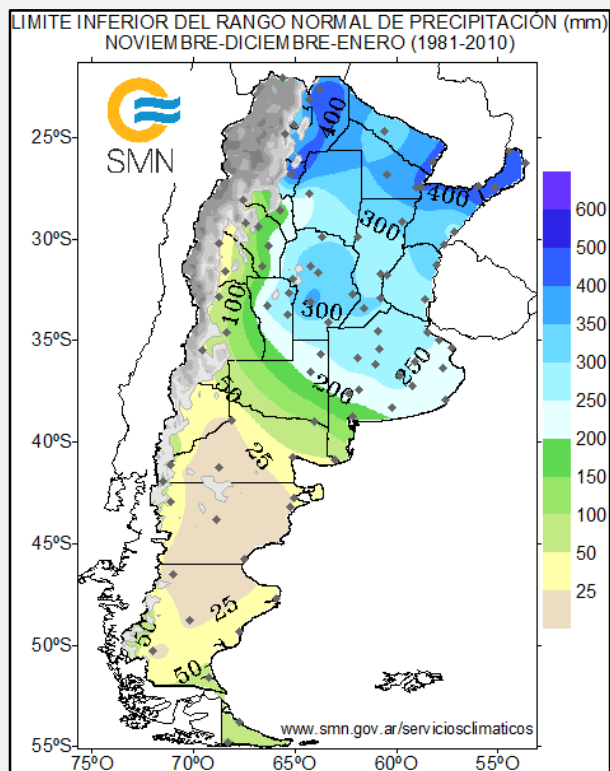 LIMITE INFERIOR DEL RANGO NORMAL DE PRECIPITACIÓN (mm)
NOVIEMBRE-DICIEMBRE-ENERO (1981-2010)
SMN
25ºS
30ºS
35ºS
40ºS
45ºS
50ºS
55ºS
400
400
300
300
100
250
200
50
25
25
50
50
600
500
400
300
250
200
150
100
50
25
www.smn.gov.ar/serviciosclimaticos
75ºO
70ºO
65ºO
60ºO
55ºO